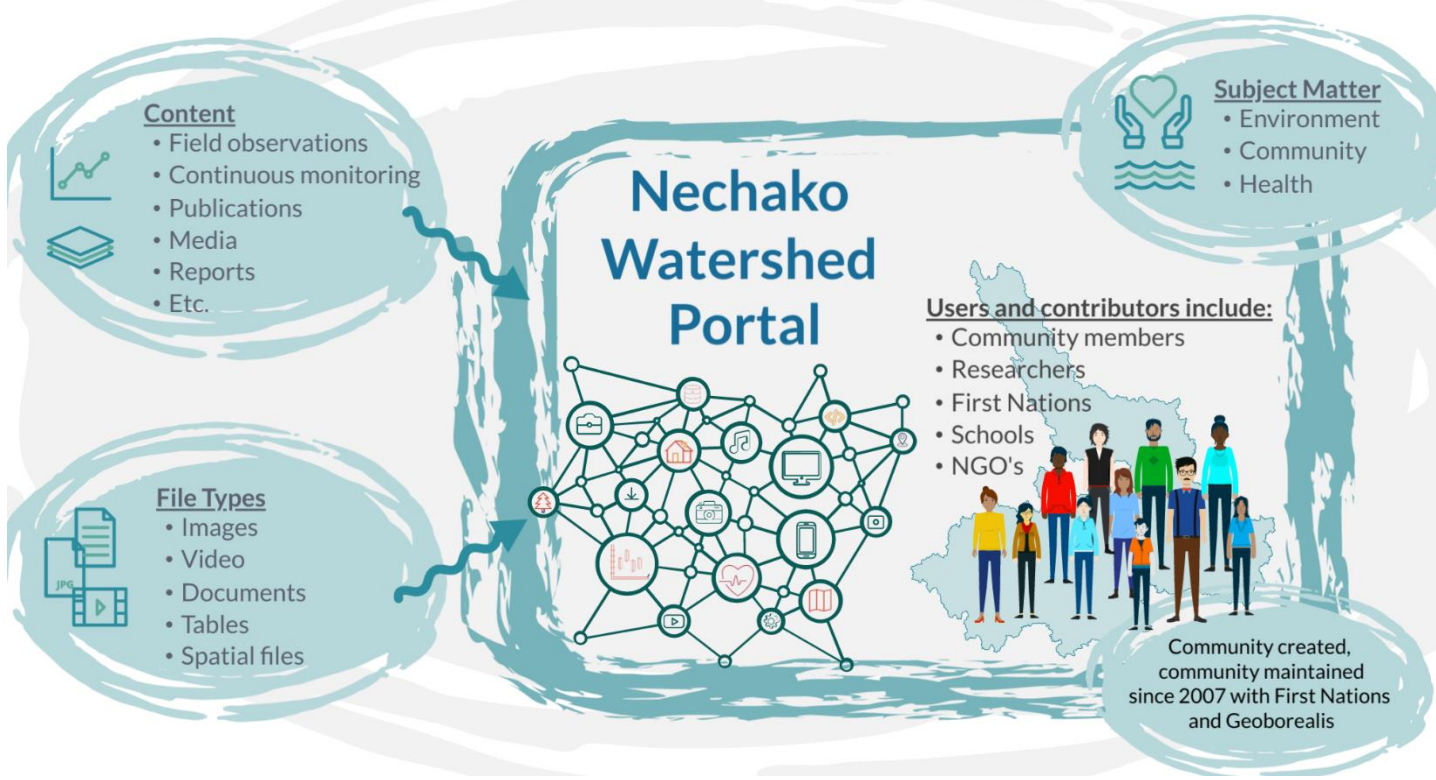 Content
• Field observations
• Continuous monitoring
• Publications
• Media
• Reports
• Etc.
File Types
• Images
• Video
• Documents
• Tables
• Spatial files
JPG
Nechako
Watershed
Portal
Subject Matter
• Environment
• Community
• Health
Users and contributors include:
• Community members
• Researchers
• First Nations
• Schools
• NGO's
Community created,
community maintained
since 2007 with First Nations
and Geoborealis